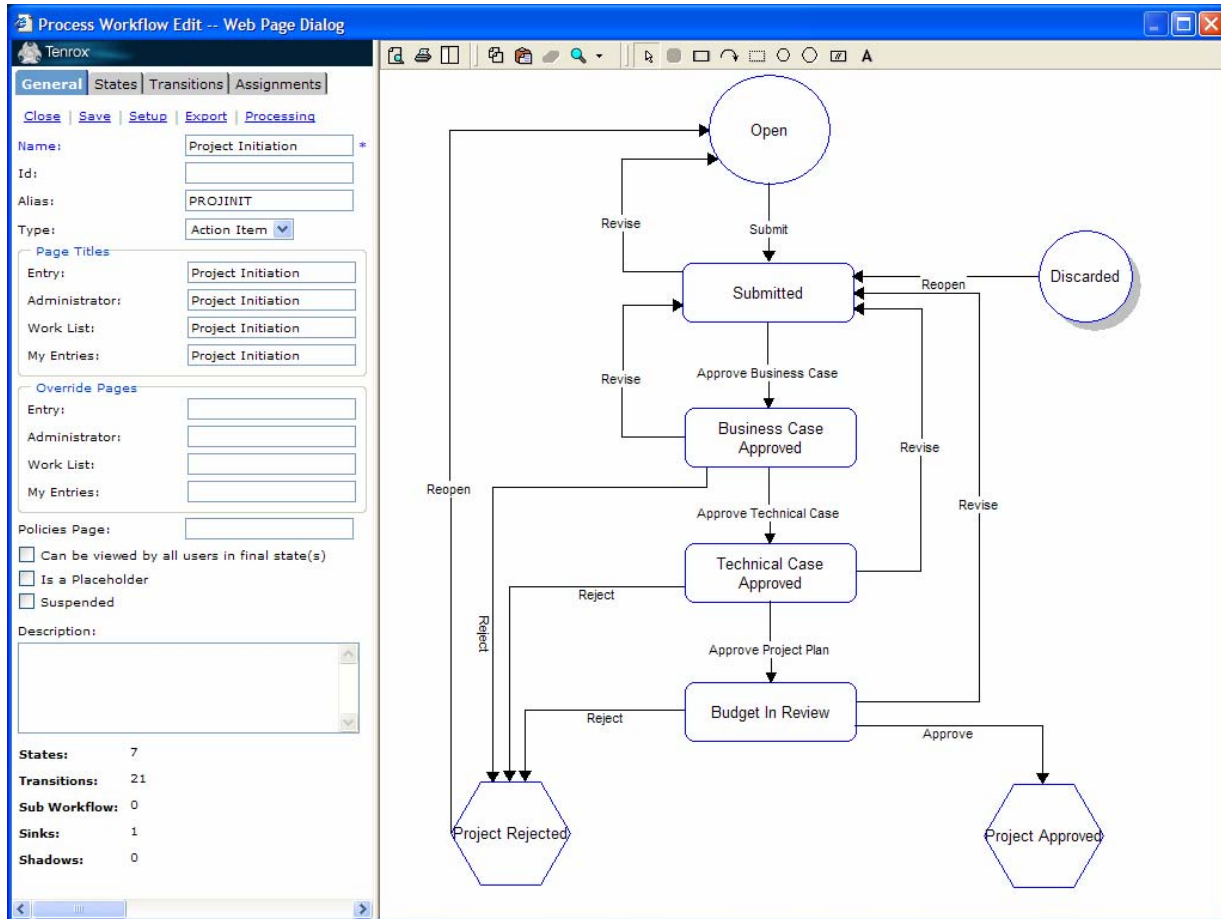 Process Workflow Edit -- Web Page Dialog
Tenrox
General States Transitions Assignments
Close | Save | Setup | Export | Processing
Name: Project Initiation *
Id:
Alias: PROJINIT
Type: Action Item
Page Titles
Entry: Project Initiation
Administrator: Project Initiation
Work List: Project Initiation
My Entries: Project Initiation
Override Pages
Entry:
Administrator:
Work List:
My Entries:
Policies Page:
Can be viewed by all users in final state(s)
Is a Placeholder
Suspended
Description:
States: 7
Transitions: 21
Sub Workflow: 0
Sinks: 1
Shadows: 0
A
Open
Revise
Submit
Submitted
Reopen
Discarded
Revise
Approve Business Case
Business Case
Approved
Revise
Reopen
Revise
Approve Technical Case
Technical Case
Approved
Reject
Reject
Approve Project Plan
Budget In Review
Reject
Approve
Project Rejected
Project Approved